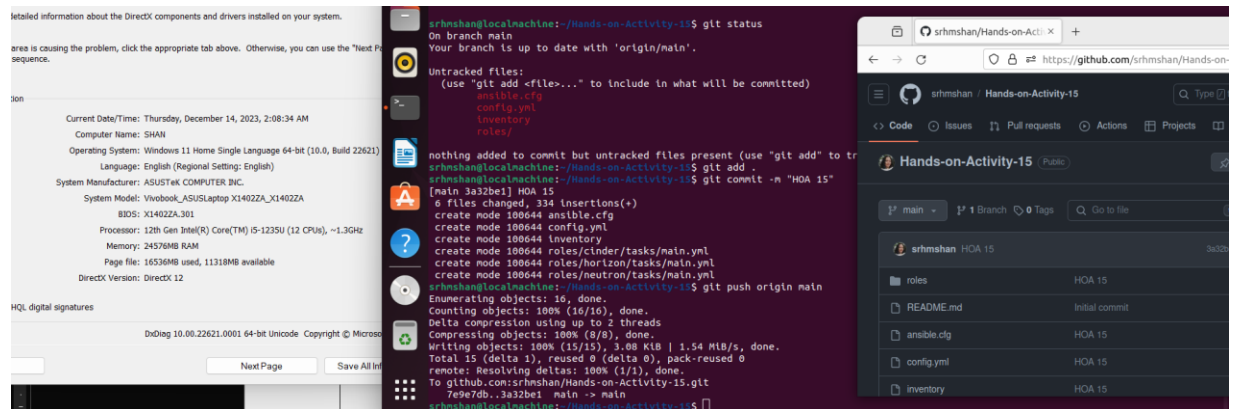 detailed information about the DirectX components and drivers installed on your system.
area is causing the problem, click the appropriate tab above. Otherwise, you can use the "Next Pa
sequence.
tion
Current Date/Time: Thursday, December 14, 2023, 2:08:34 AM
Computer Name: SHAN
Operating System: Windows 11 Home Single Language 64-bit (10.0, Build 22621)
Language: English (Regional Setting: English)
System Manufacturer: ASUSTeK COMPUTER INC.
System Model: Vivobook_ASUSLaptop X1402ZA_X1402ZA
BIOS: X1402ZA.301
Processor: 12th Gen Intel(R) Core(TM) i5-1235U (12 CPUs), ~1.3GHz
Memory: 24576MB RAM
Page file: 16536MB used, 11318MB available
DirectX Version: DirectX 12
HQL digital signatures
DxDiag 10.00.22621.0001 64-bit Unicode Copyright © Microso
Next Page
Save All Inf
srhmshan@localmachine:~/Hands-on-Activity-15$ git status
On branch main
Your branch is up to date with 'origin/main'.
Untracked files:
(use "git add <file>..." to include in what will be committed)
ansible.cfg
config.yml
inventory
roles/
nothing added to commit but untracked files present (use "git add" to tr
srhmshan@localmachine:~/Hands-on-Activity-15$ git add .
srhmshan@localmachine:~/Hands-on-Activity-15$ git commit -m "HOA 15"
[main 3a32be1] HOA 15
6 files changed, 334 insertions(+)
create mode 100644 ansible.cfg
create mode 100644 config.yml
create mode 100644 inventory
create mode 100644 roles/cinder/tasks/main.yml
create mode 100644 roles/horizon/tasks/main.yml
create mode 100644 roles/neutron/tasks/main.yml
srhmshan@localmachine:~/Hands-on-Activity-15$ git push origin main
Enumerating objects: 16, done.
Counting objects: 100% (16/16), done.
Delta compression using up to 2 threads
Compressing objects: 100% (8/8), done.
Writing objects: 100% (15/15), 3.08 KiB | 1.54 MiB/s, done.
Total 15 (delta 1), reused 0 (delta 0), pack-reused 0
remote: Resolving deltas: 100% (1/1), done.
To github.com:srhmshan/Hands-on-Activity-15.git
7e9e7db..3a32be1 main -> main
srhmshan@localmachine:~/Hands-on-Activity-15$
srhmshan/Hands-on-Acti
https://github.com/srhmshan/Hands-on-
srhmshan / Hands-on-Activity-15
Type
Code Issues Pull requests Actions Projects
Hands-on-Activity-15 Public
main 1 Branch 0 Tags Go to file
srhmshan HOA 15 3a32b
roles HOA 15
README.md Initial commit
ansible.cfg HOA 15
config.yml HOA 15
inventory HOA 15